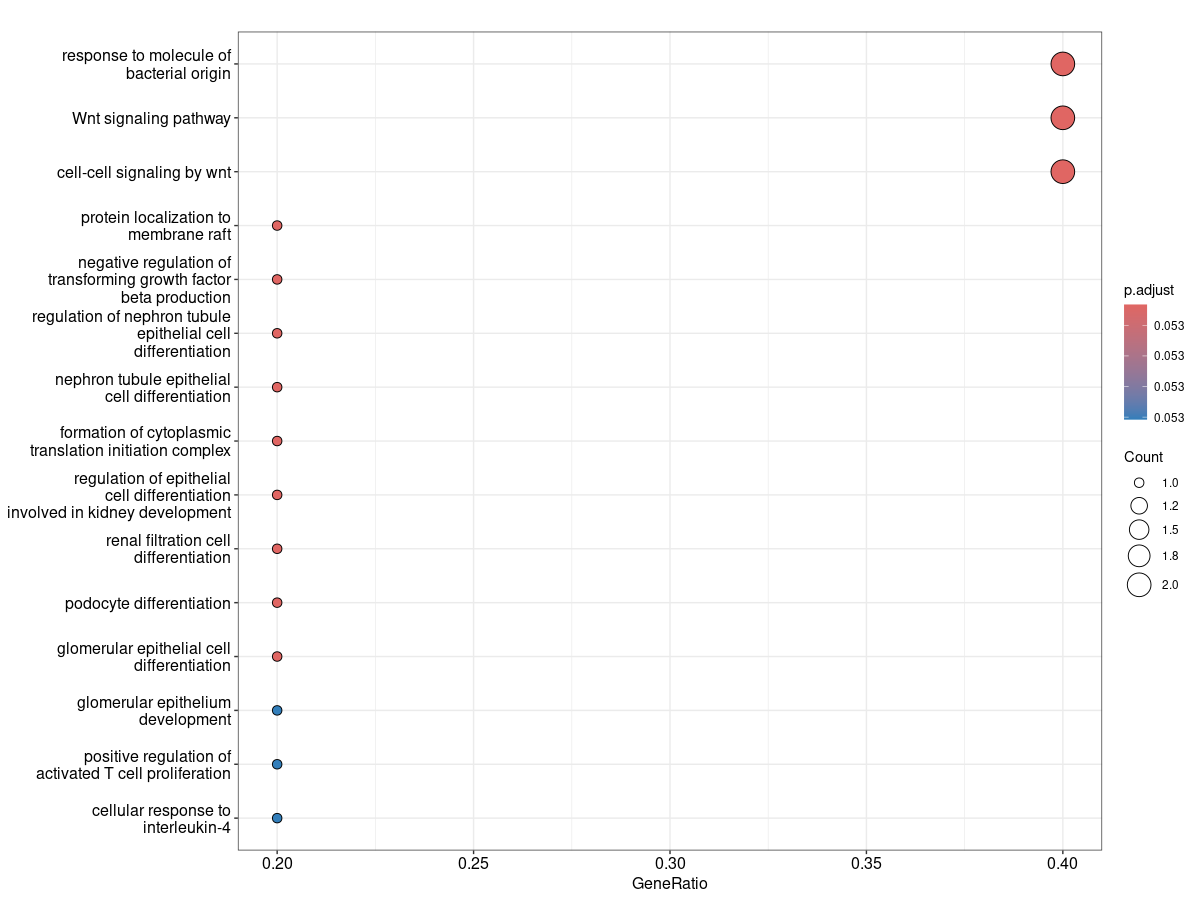 response to molecule of
bacterial origin
Wnt signaling pathway
cell-cell signaling by wnt
protein localization to
membrane raft
negative regulation of
transforming growth factor
beta production
regulation of nephron tubule
epithelial cell
differentiation
nephron tubule epithelial
cell differentiation
formation of cytoplasmic
translation initiation complex
regulation of epithelial
cell differentiation
involved in kidney development
renal filtration cell
differentiation
podocyte differentiation
glomerular epithelial cell
differentiation
glomerular epithelium
development
positive regulation of
activated T cell proliferation
cellular response to
interleukin-4
0.20 0.25 0.30 0.35 0.40
GeneRatio
p.adjust
0.053
0.053
0.053
0.053
Count
1.0
1.2
1.5
1.8
2.0